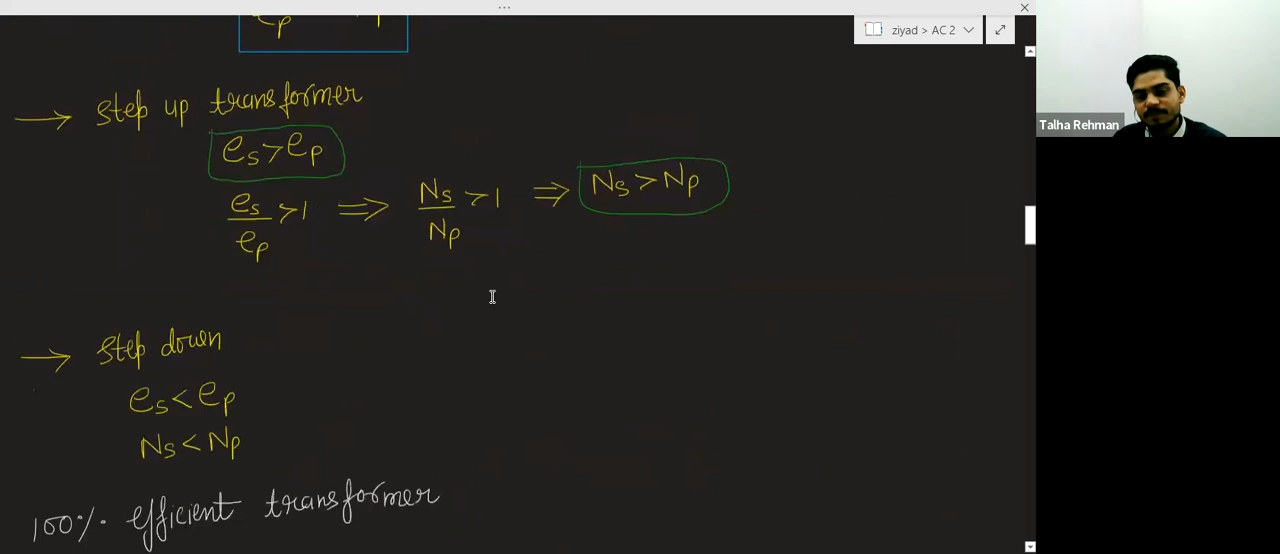 ziyad > AC 2
Talha Rehman
→ Step up transformer
es > ep
es/ep > 1 ⇒ Ns/Np > 1 ⇒ Ns > Np
→ Step down
es < ep
Ns < Np
100% efficient transformer